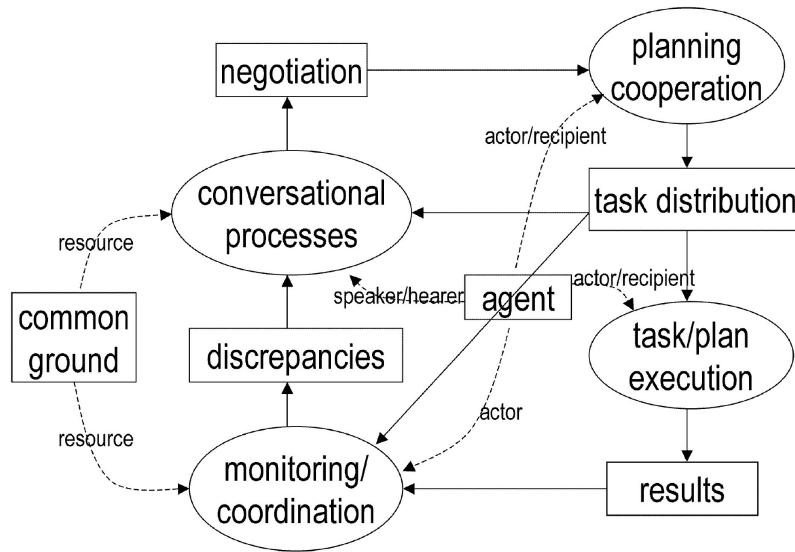 planning
cooperation
negotiation
actor/recipient
conversational
processes
task distribution
resource
actor/recipient
speaker/hearer
agent
common
ground
discrepancies
task/plan
execution
actor
resource
monitoring/
coordination
results